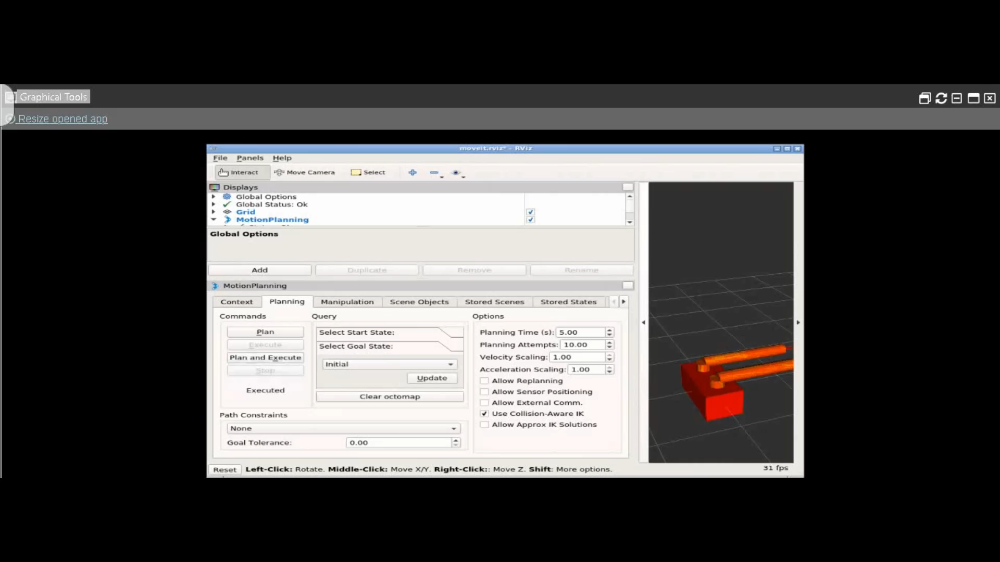 Graphical Tools
Resize opened app
moveit.rviz* - RViz
File Panels Help
Interact Move Camera Select
Displays
Global Options
Global Status: Ok
Grid
MotionPlanning
Global Options
Add Duplicate Remove Rename
MotionPlanning
Context Planning Manipulation Scene Objects Stored Scenes Stored States
Commands Query Options
Plan Select Start State: Planning Time (s): 5.00
Execute Select Goal State: Planning Attempts: 10.00
Plan and Execute Initial Velocity Scaling: 1.00
Stop Update Acceleration Scaling: 1.00
Allow Replanning
Executed Allow Sensor Positioning
Clear octomap Allow External Comm.
Path Constraints Use Collision-Aware IK
None Allow Approx IK Solutions
Goal Tolerance: 0.00
Reset Left-Click: Rotate. Middle-Click: Move X/Y. Right-Click:: Move Z. Shift: More options. 31 fps